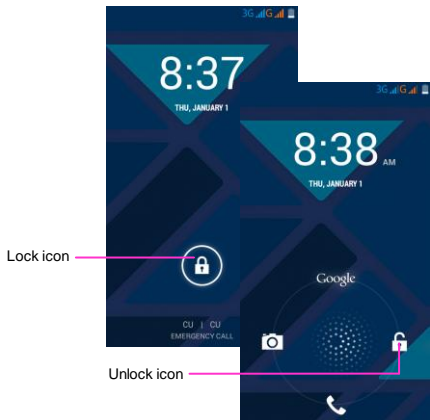 3G G
8:37
THU, JANUARY 1
Lock icon
CU | CU
EMERGENCY CALL
3G G
8:38 AM
THU, JANUARY 1
Google
Unlock icon